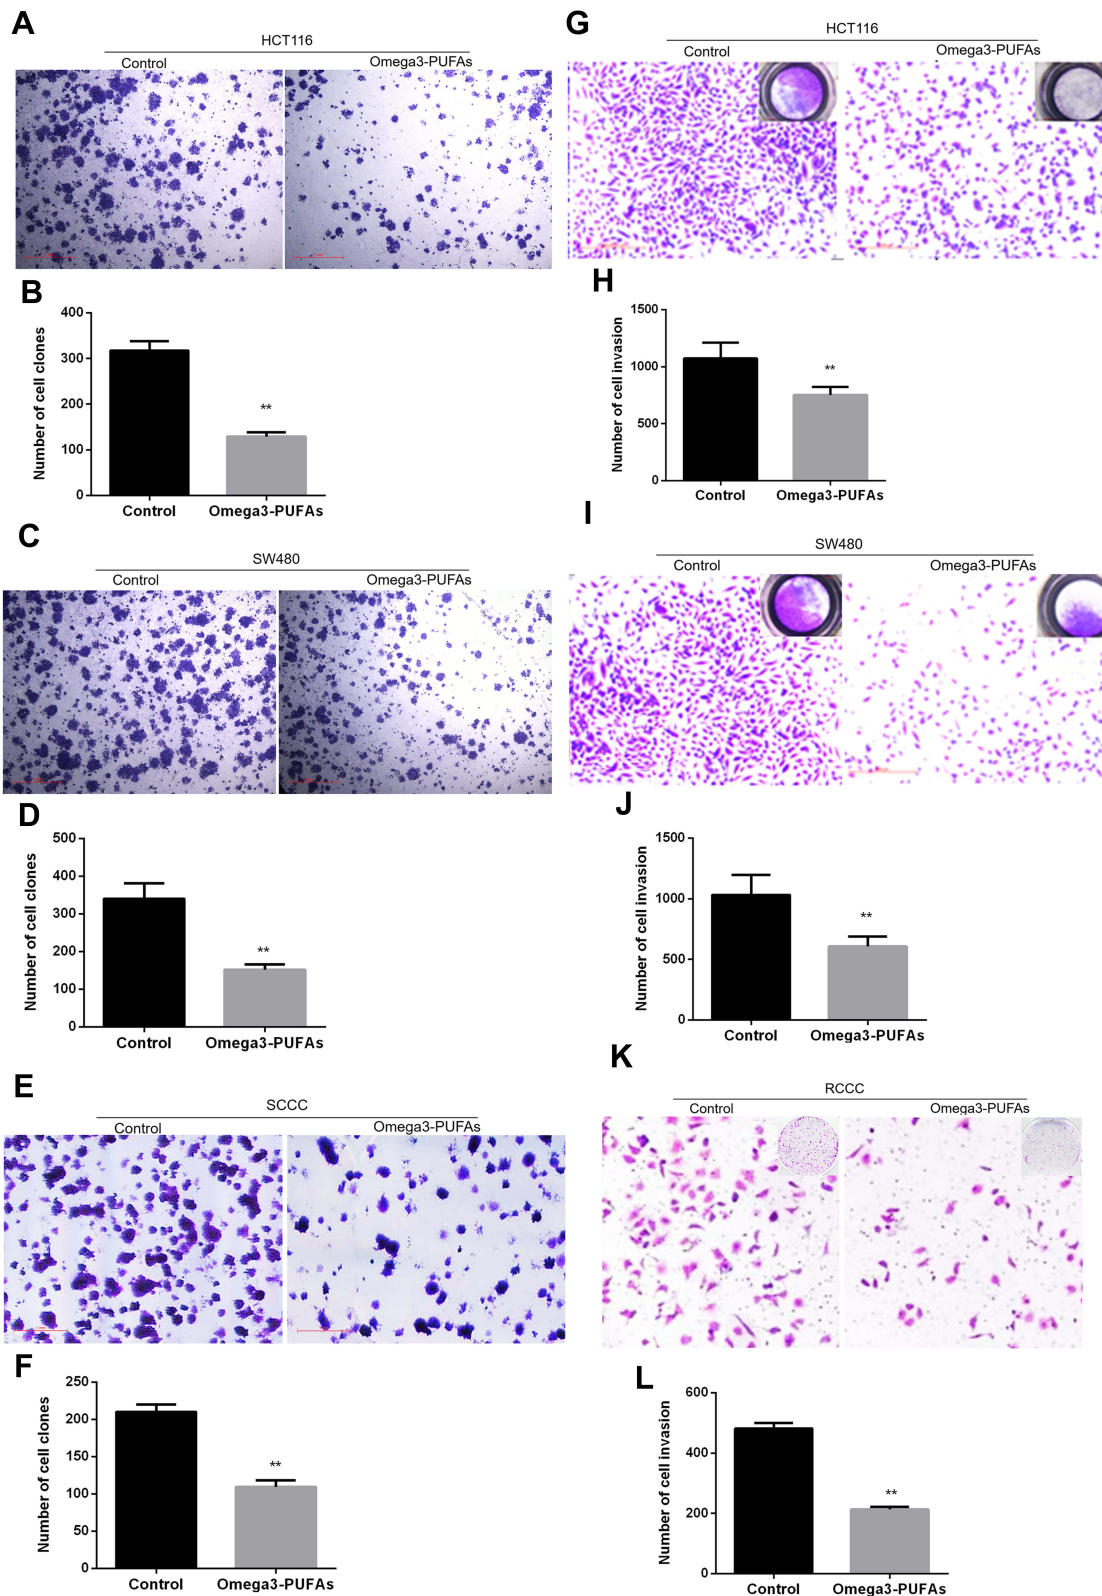 A
HCT116
Control
Omega3-PUFAs
B
Number of cell clones
400
300
200
100
0
**
Control
Omega3-PUFAs
C
SW480
Control
Omega3-PUFAs
D
Number of cell clones
500
400
300
200
100
0
**
Control
Omega3-PUFAs
E
SCCC
Control
Omega3-PUFAs
F
Number of cell clones
250
200
150
100
50
0
**
Control
Omega3-PUFAs
G
HCT116
Control
Omega3-PUFAs
H
Number of cell invasion
1500
1000
500
0
**
Control
Omega3-PUFAs
I
SW480
Control
Omega3-PUFAs
J
Number of cell invasion
1500
1000
500
0
**
Control
Omega3-PUFAs
K
RCCC
Control
Omega3-PUFAs
L
Number of cell invasion
600
400
200
0
**
Control
Omega3-PUFAs